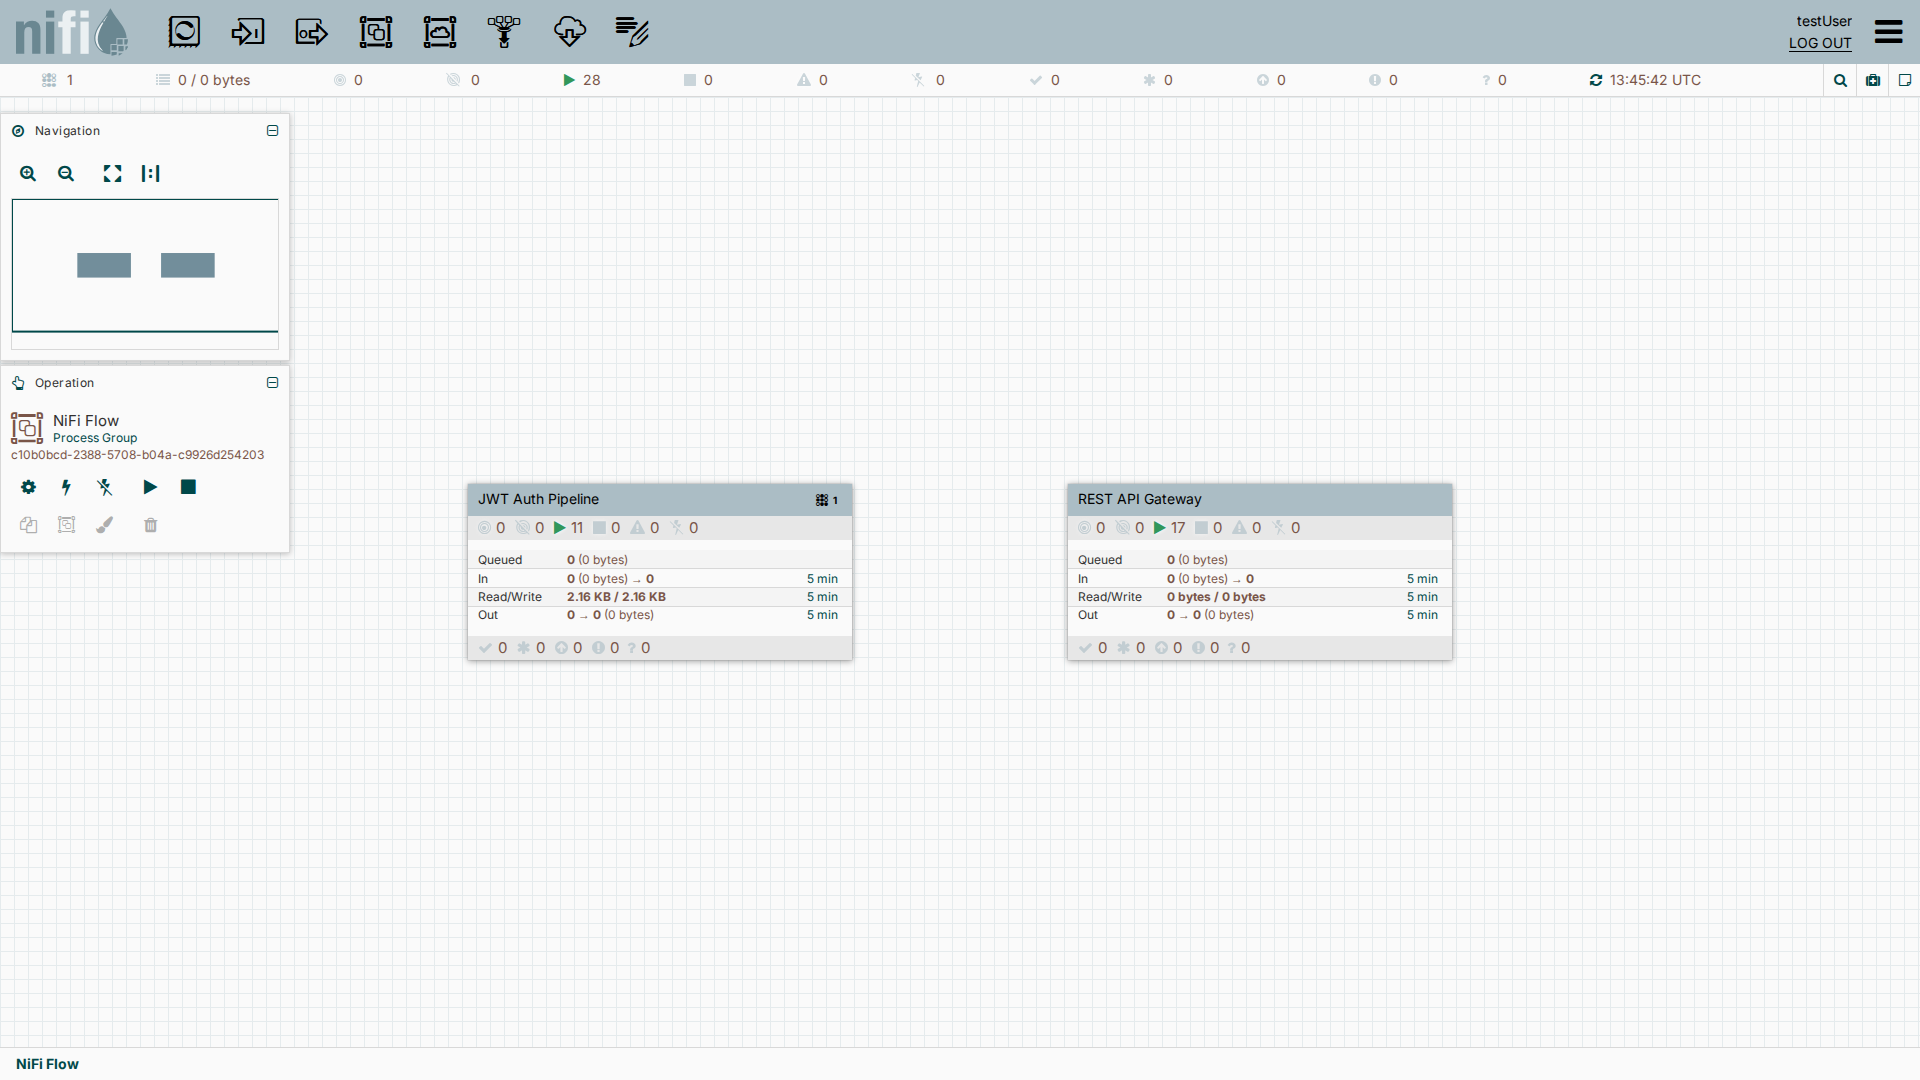 nifi
testUser
LOG OUT
1
0 / 0 bytes
0
0
28
0
0
0
0
0
0
0
? 0
13:45:42 UTC
Navigation
Operation
NiFi Flow
Process Group
c10b0bcd-2388-5708-b04a-c9926d254203
JWT Auth Pipeline
1
0 0 11 0 0 0
Queued 0 (0 bytes)
In 0 (0 bytes) → 0 5 min
Read/Write 2.16 KB / 2.16 KB 5 min
Out 0 → 0 (0 bytes) 5 min
0 0 0 0 ? 0
REST API Gateway
0 0 17 0 0 0
Queued 0 (0 bytes)
In 0 (0 bytes) → 0 5 min
Read/Write 0 bytes / 0 bytes 5 min
Out 0 → 0 (0 bytes) 5 min
0 0 0 0 ? 0
NiFi Flow